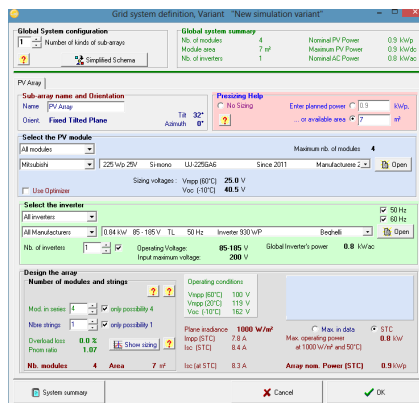 Grid system definition, Variant "New simulation variant"
Global System configuration
1 Number of kinds of sub-arrays
? Simplified Schema
Global system summary
Nb. of modules 4 Nominal PV Power 0.9 kWp
Module area 7 m² Maximum PV Power 0.9 kWdc
Nb. of inverters 1 Nominal AC Power 0.8 kWac
PV Array
Sub-array name and Orientation
Name PV Array
Orient. Fixed Tilted Plane Tilt 32°
Azimuth 0°
Presizing Help
No Sizing Enter planned power 0.9 kWp,
? ... or available area 7 m²
Select the PV module
All modules Maximum nb. of modules 4
Mitsubishi 225 Wp 25V Si-mono UJ-225GA6 Since 2011 Manufacturere 2 Open
Sizing voltages : Vmpp (60°C) 25.0 V
Use Optimizer Voc (-10°C) 40.5 V
Select the inverter
All inverters 50 Hz
60 Hz
All Manufacturers 0.84 kW 85 - 185 V TL 50 Hz Inverter 930 WP Beghelli Open
Nb. of inverters 1 Operating Voltage: 85-185 V Global Inverter's power 0.8 kWac
Input maximum voltage: 200 V
Design the array
Number of modules and strings
? ?
Mod. in series 4 only possibility 4
Nbre strings 1 only possibility 1
Overload loss 0.0 %
Pnom ratio 1.07 Show sizing ?
Nb. modules 4 Area 7 m²
Operating conditions
Vmpp (60°C) 100 V
Vmpp (20°C) 119 V
Voc (-10°C) 162 V
Plane irradiance 1000 W/m²
Impp (STC) 7.8 A
Isc (STC) 8.4 A
Isc (at STC) 8.3 A
Max. in data STC
Max. operating power 0.8 kW
at 1000 W/m² and 50°C)
Array nom. Power (STC) 0.9 kWp
System summary Cancel OK